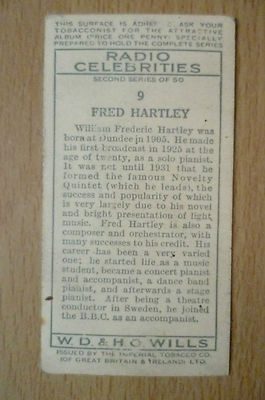 THIS SURFACE IS ADHESIVE. ASK YOUR
TOBACCONIST FOR THE ATTRACTIVE
ALBUM (PRICE ONE PENNY) SPECIALLY
PREPARED TO HOLD THE COMPLETE SERIES
RADIO
CELEBRITIES
SECOND SERIES OF 50
9
FRED HARTLEY
William Frederic Hartley was
born at Dundee in 1905. He made
his first broadcast in 1925 at the
age of twenty, as a solo pianist.
It was not until 1931 that he
formed the famous Novelty
Quintet (which he leads), the
success and popularity of which
is very largely due to his novel
and bright presentation of light
music. Fred Hartley is also a
composer and orchestrator, with
many successes to his credit. His
career has been a very varied
one; he started life as a music
student, became a concert pianist
and accompanist, a dance band
pianist, and afterwards a stage
pianist. After being a theatre
conductor in Sweden, he joined
the B.B.C. as an accompanist.
W. D. & H. O. WILLS
ISSUED BY THE IMPERIAL TOBACCO CO.
(OF GREAT BRITAIN & IRELAND), LTD.